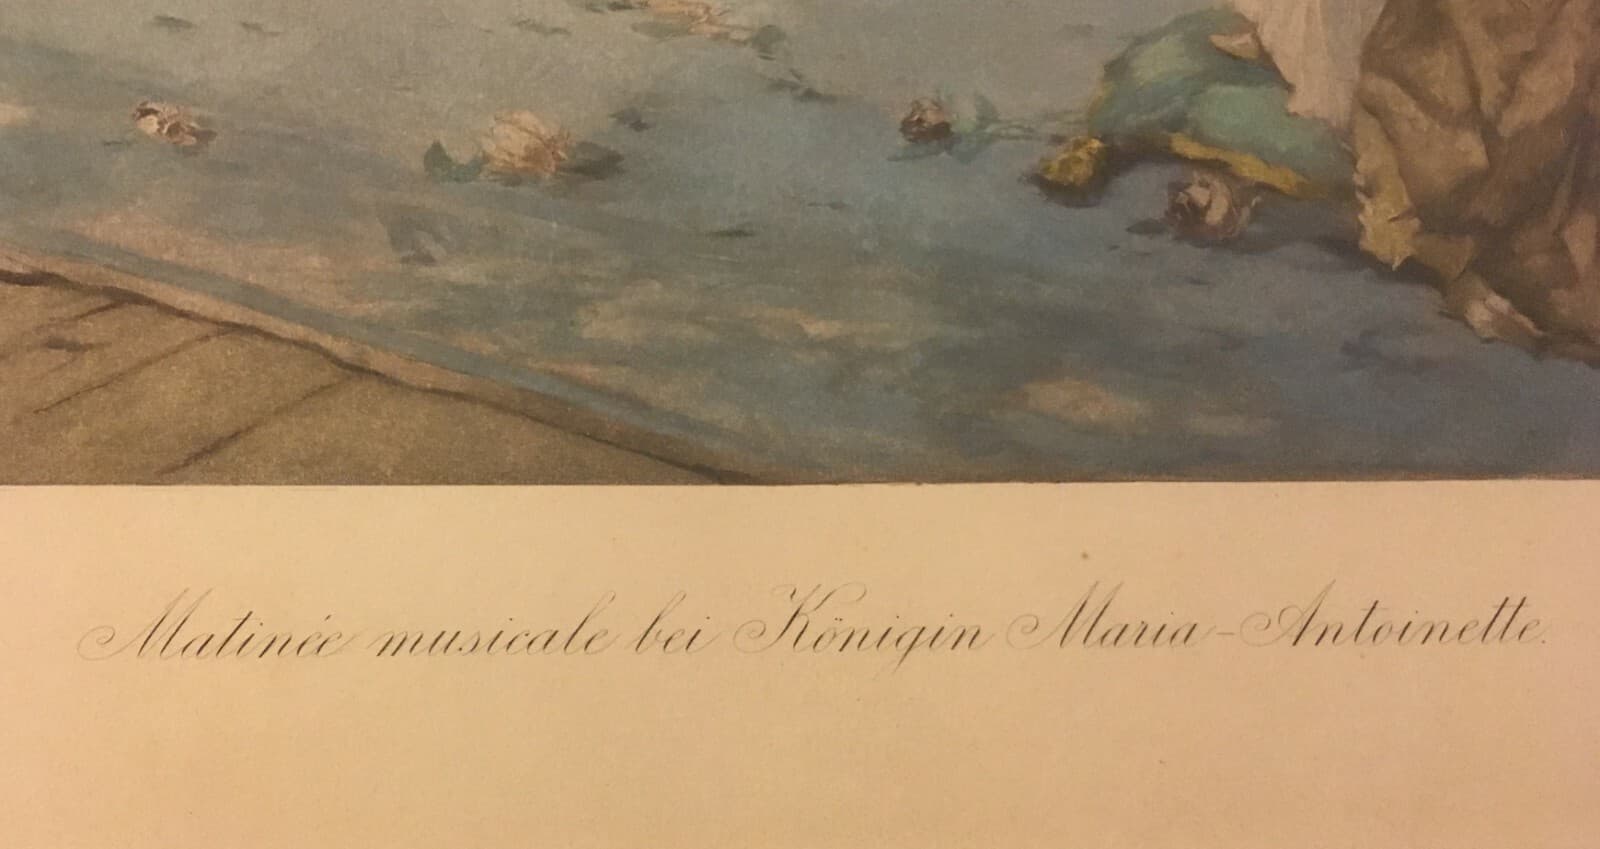 Matinée musicale bei Königin Maria-Antoinette.